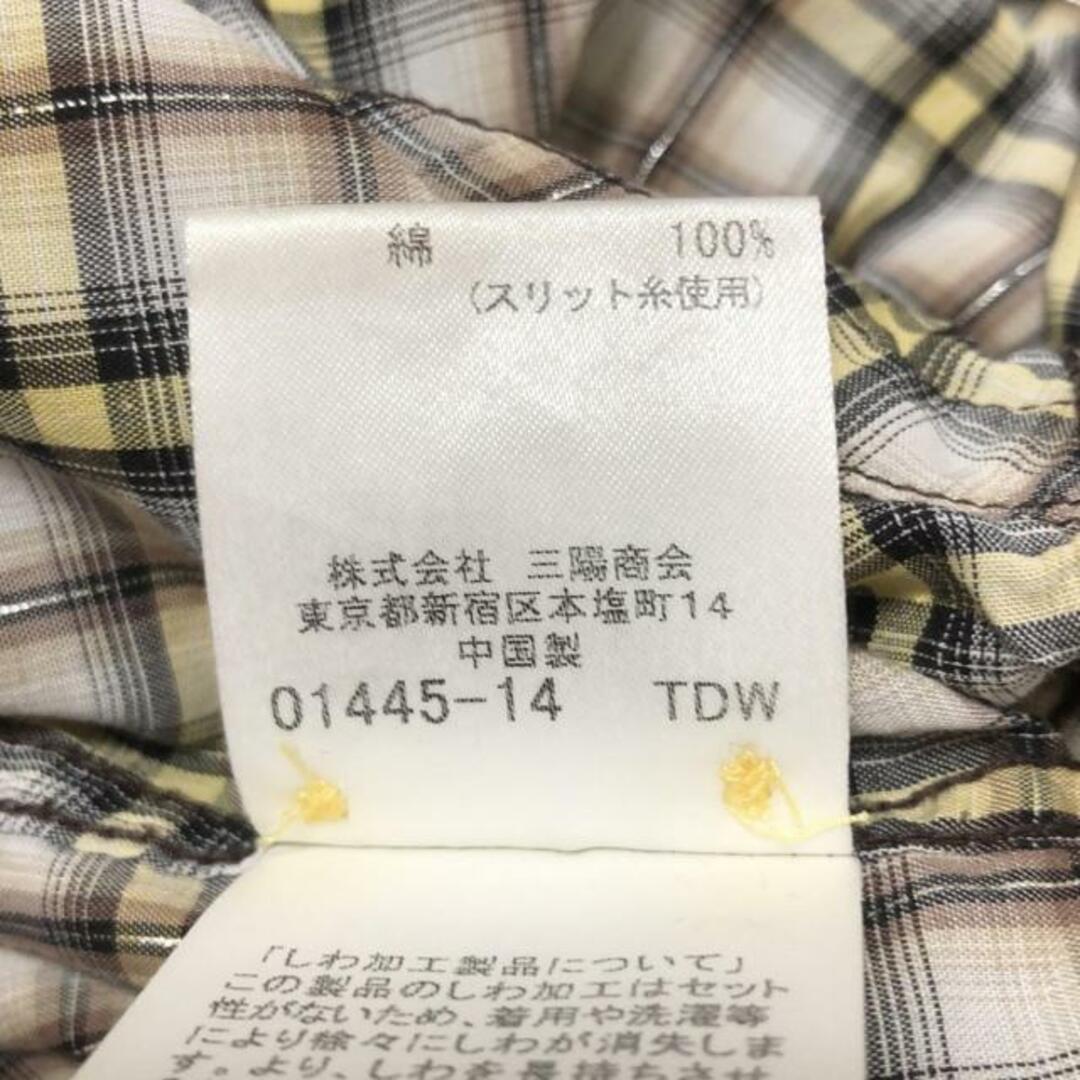 綿 100%
(スリット糸使用)
株式会社 三陽商会
東京都新宿区本塩町14
中国製
01445-14 TDW
「しわ加工製品について」
この製品のしわ加工はセット
性がないため、着用や洗濯等
により徐々にしわが消失しま
す。より、しわを長持ちさせ